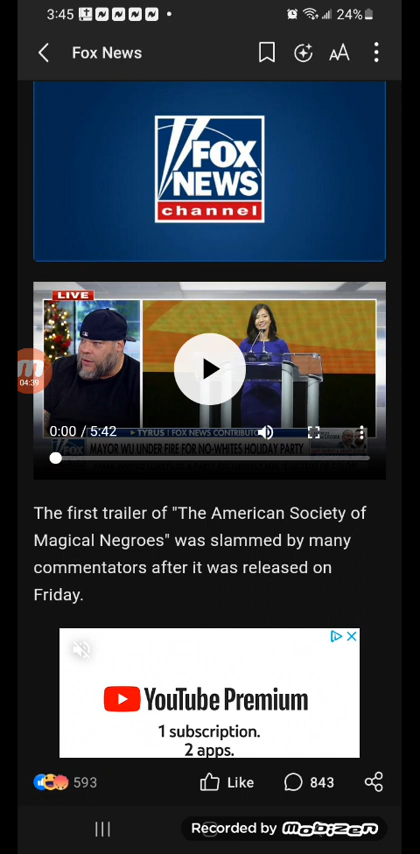 3:45
24%
Fox News
FOX
NEWS
channel
LIVE
0:00 / 5:42
TYRUS | FOX NEWS CONTRIBUTOR
MAYOR WU UNDER FIRE FOR NO-WHITES HOLIDAY PARTY
04:39
The first trailer of "The American Society of
Magical Negroes" was slammed by many
commentators after it was released on
Friday.
YouTube Premium
1 subscription.
2 apps.
593
Like
843
Recorded by mobizen